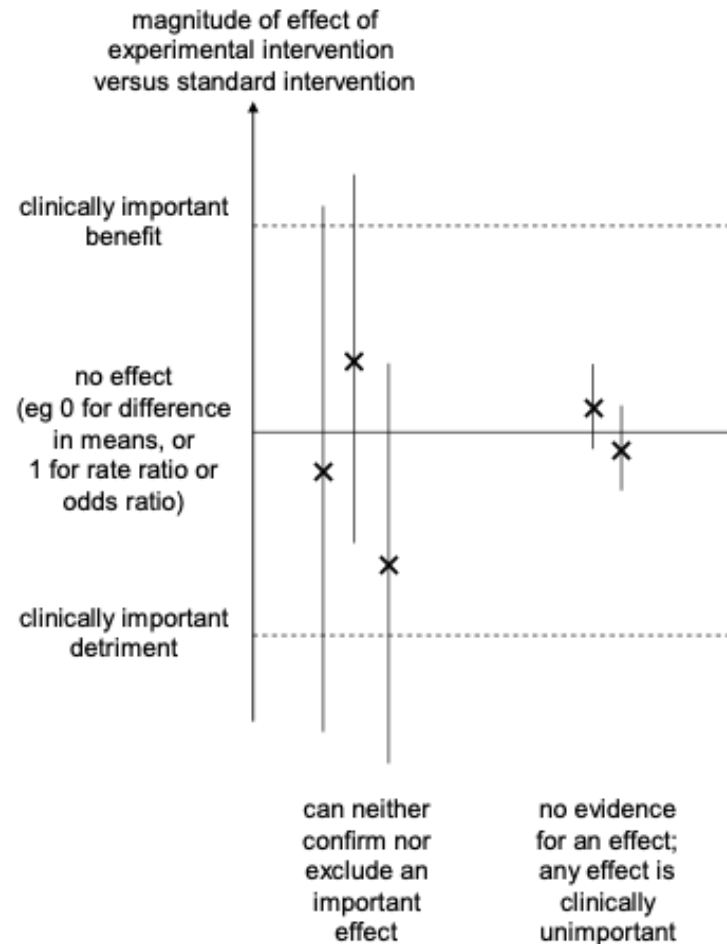 magnitude of effect of
experimental intervention
versus standard intervention
clinically important
benefit
no effect
(eg 0 for difference
in means, or
1 for rate ratio or
odds ratio)
clinically important
detriment
can neither
confirm nor
exclude an
important
effect
no evidence
for an effect;
any effect is
clinically
unimportant